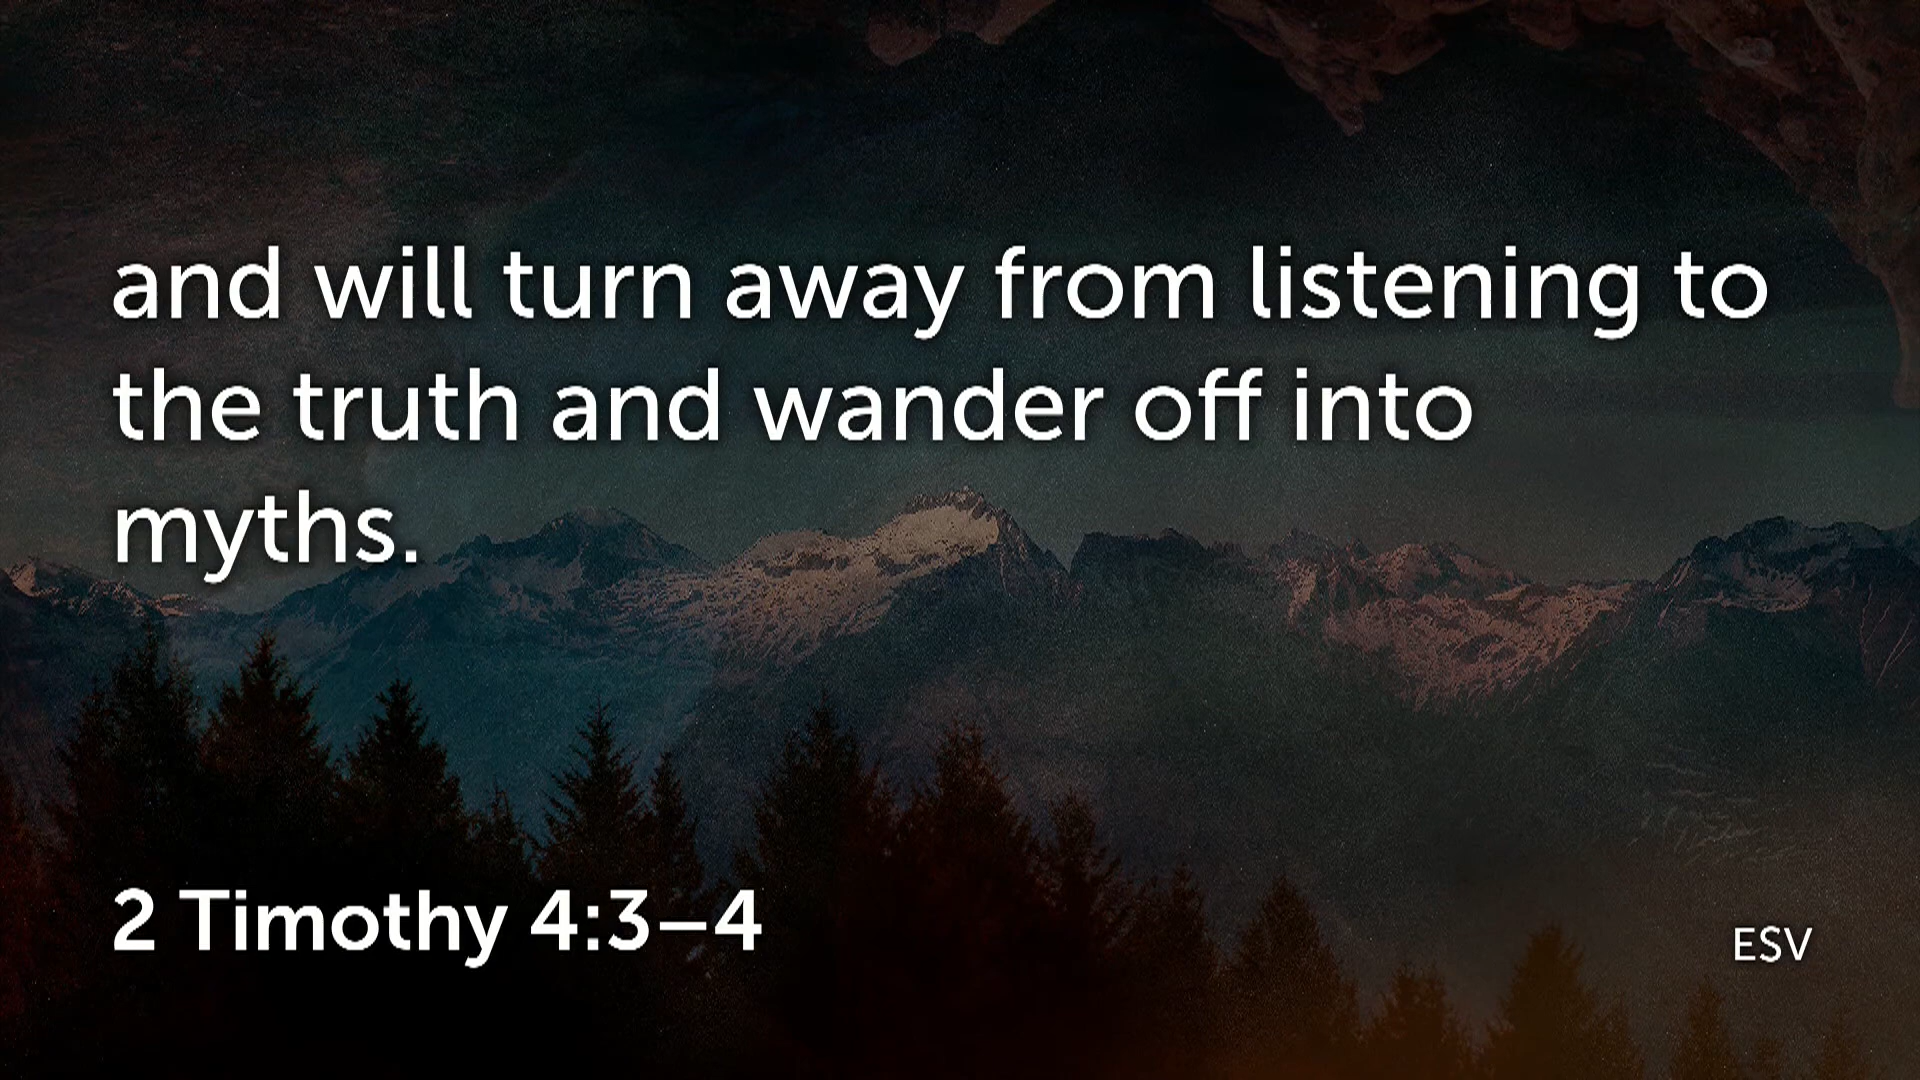 and will turn away from listening to
the truth and wander off into
myths.
2 Timothy 4:3–4
ESV